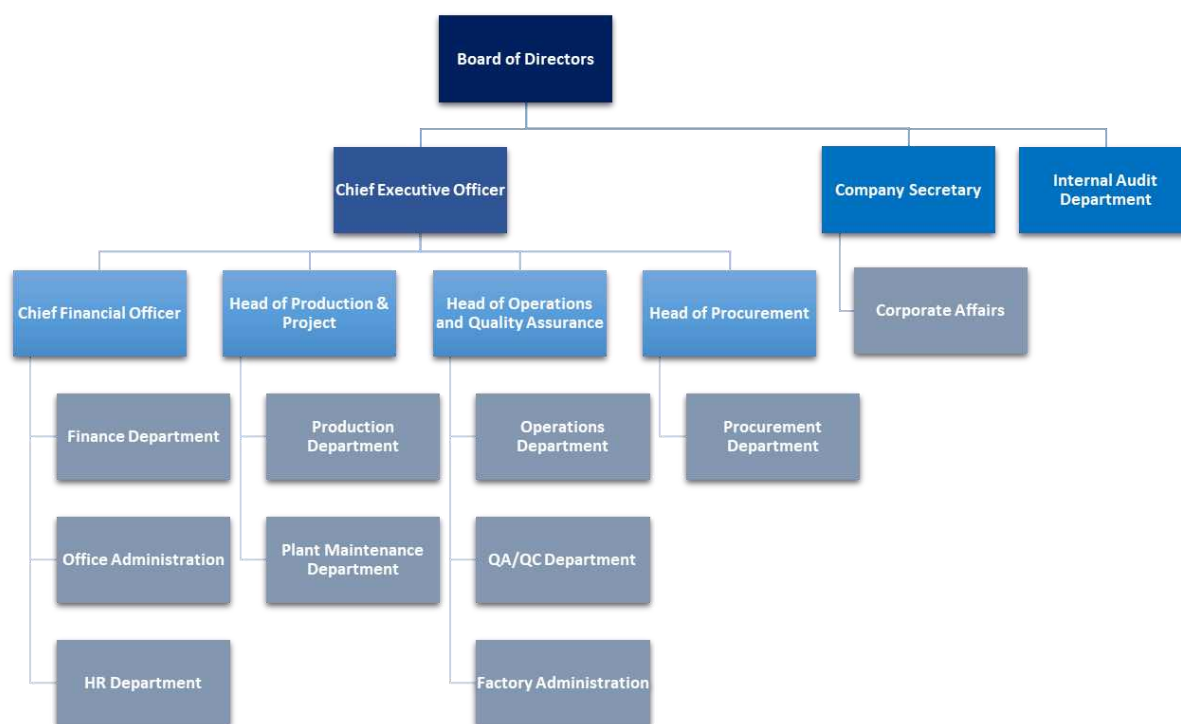 Board of Directors
Chief Executive Officer
Company Secretary
Internal Audit
Department
Chief Financial Officer
Head of Production &
Project
Head of Operations
and Quality Assurance
Head of Procurement
Corporate Affairs
Finance Department
Production
Department
Operations
Department
Procurement
Department
Office Administration
Plant Maintenance
Department
QA/QC Department
HR Department
Factory Administration